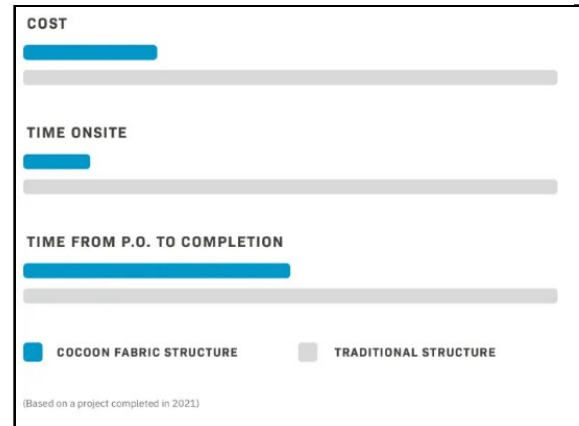 COST
TIME ONSITE
TIME FROM P.O. TO COMPLETION
COCOON FABRIC STRUCTURE
TRADITIONAL STRUCTURE
(Based on a project completed in 2021)